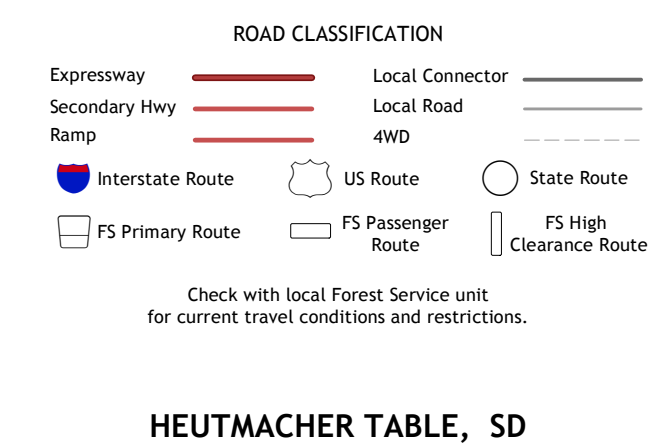 ROAD CLASSIFICATION
Expressway
Local Connector
Secondary Hwy
Local Road
Ramp
4WD
Interstate Route
US Route
State Route
FS Primary Route
FS Passenger
Route
FS High
Clearance Route
Check with local Forest Service unit
for current travel conditions and restrictions.
HEUTMACHER TABLE, SD